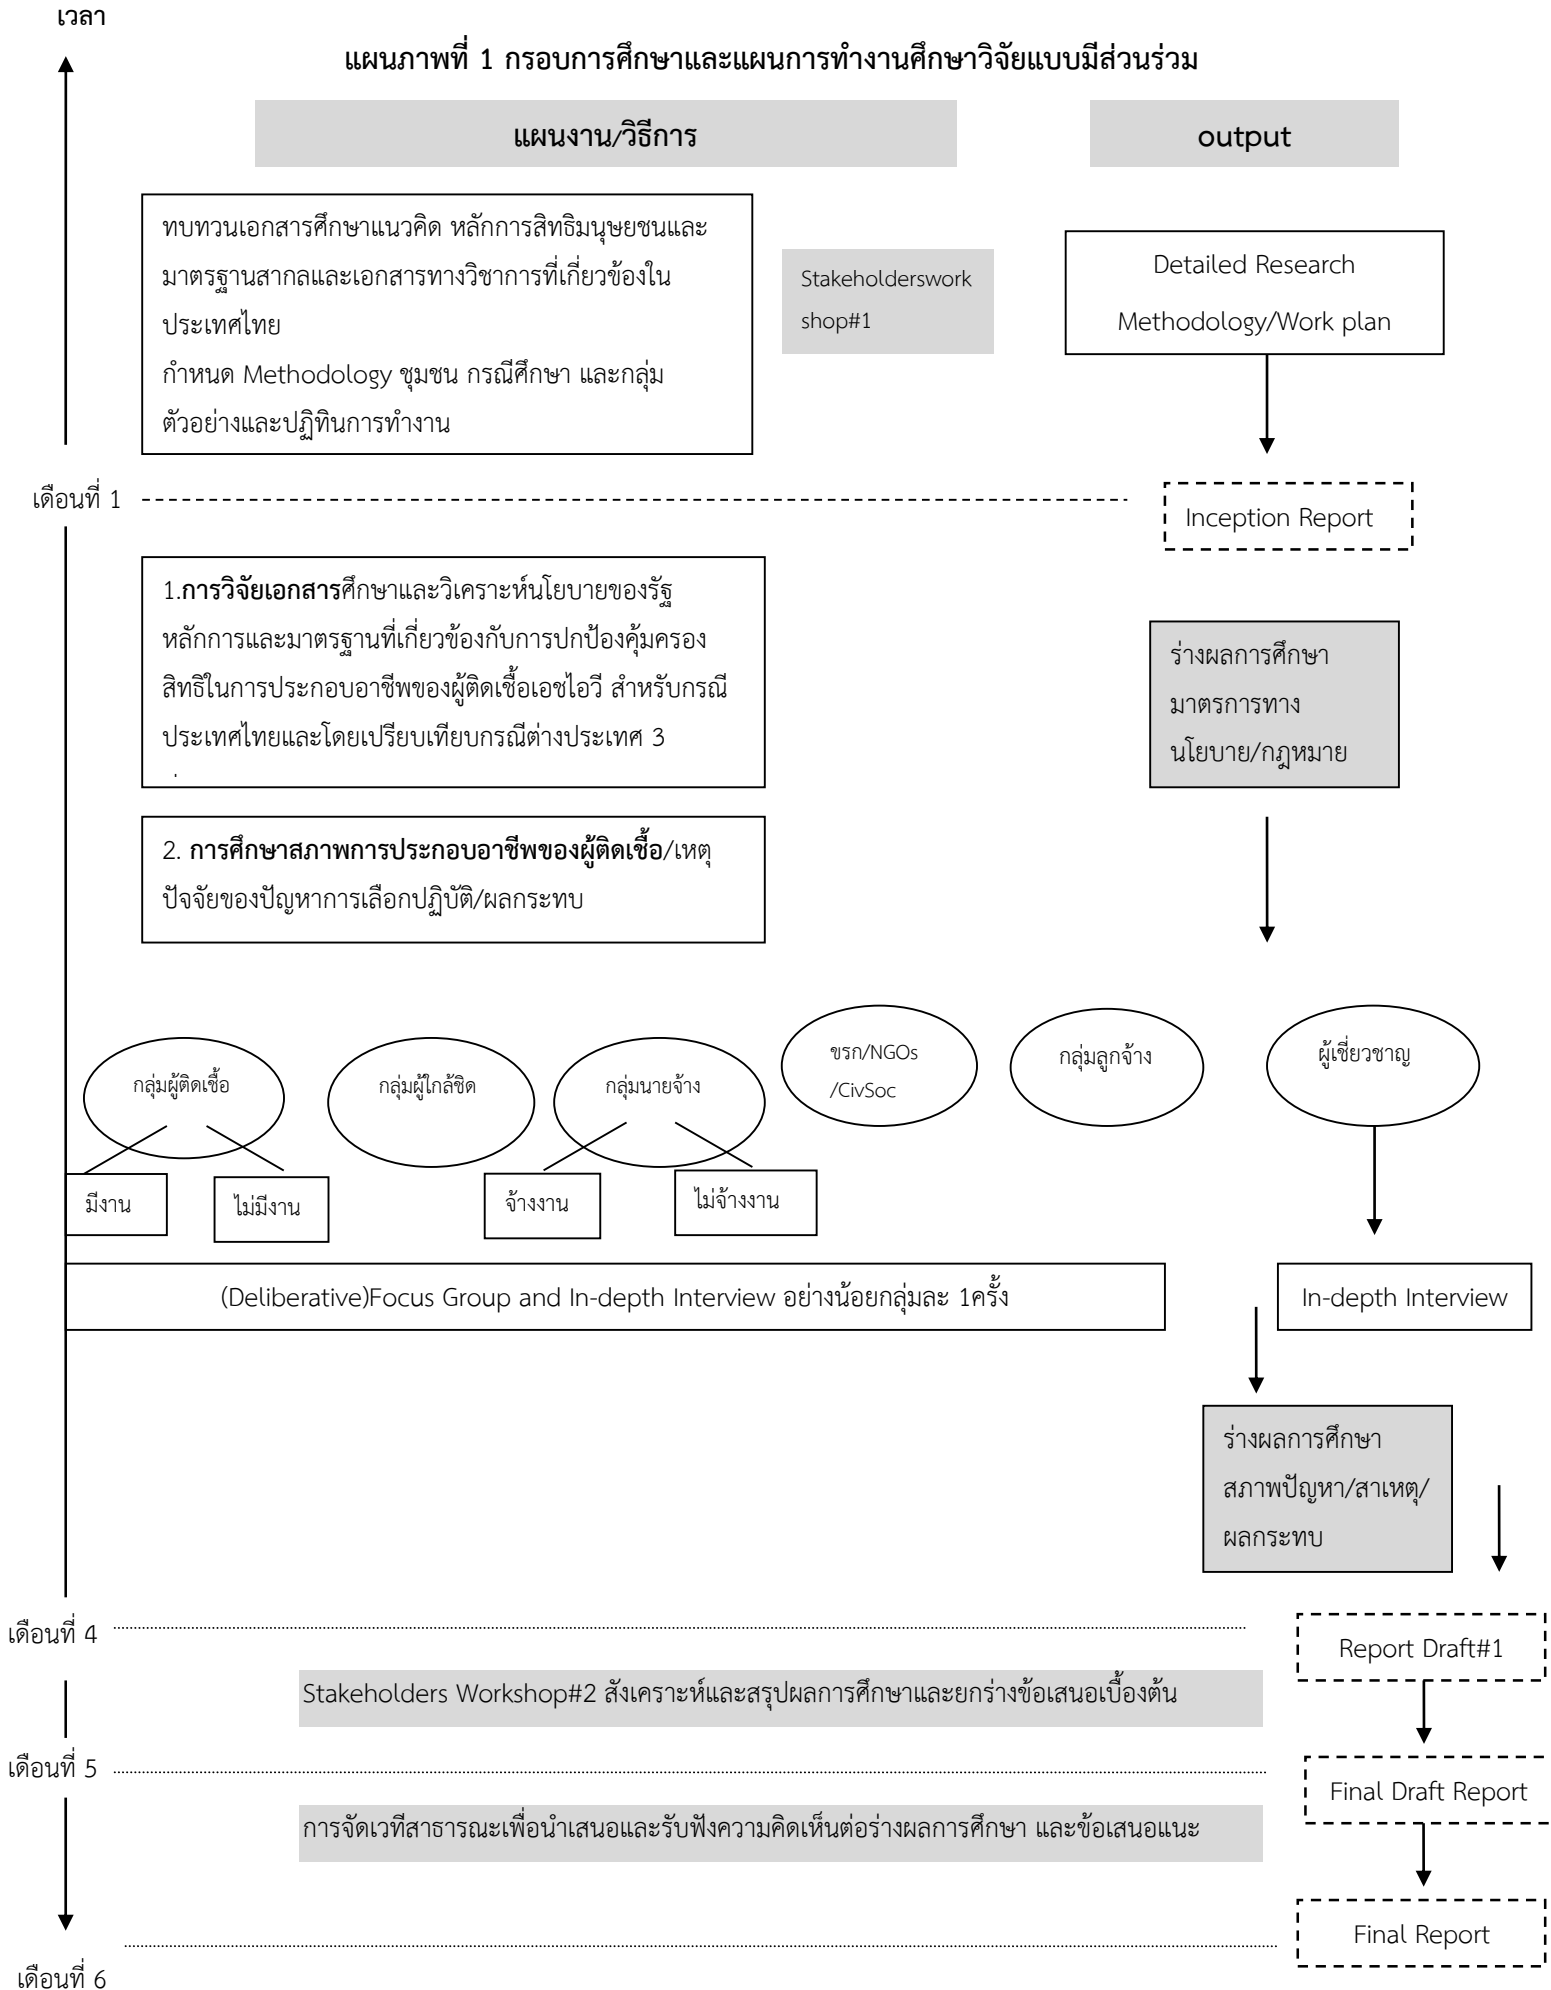 เวลา
แผนภาพที่ 1 กรอบการศึกษาและแผนการทำงานศึกษาวิจัยแบบมีส่วนร่วม
แผนงาน/วิธีการ
output
ทบทวนเอกสารศึกษาแนวคิด หลักการสิทธิมนุษยชนและ
มาตรฐานสากลและเอกสารทางวิชาการที่เกี่ยวข้องใน
ประเทศไทย
กำหนด Methodology ชุมชน กรณีศึกษา และกลุ่ม
ตัวอย่างและปฏิทินการทำงาน
Stakeholderswork
shop#1
Detailed Research
Methodology/Work plan
เดือนที่ 1
Inception Report
1.การวิจัยเอกสารศึกษาและวิเคราะห์นโยบายของรัฐ
หลักการและมาตรฐานที่เกี่ยวข้องกับการปกป้องคุ้มครอง
สิทธิในการประกอบอาชีพของผู้ติดเชื้อเอชไอวี สำหรับกรณี
ประเทศไทยและโดยเปรียบเทียบกรณีต่างประเทศ 3
ร่างผลการศึกษา
มาตรการทาง
นโยบาย/กฎหมาย
2. การศึกษาสภาพการประกอบอาชีพของผู้ติดเชื้อ/เหตุ
ปัจจัยของปัญหาการเลือกปฏิบัติ/ผลกระทบ
กลุ่มผู้ติดเชื้อ
กลุ่มผู้ใกล้ชิด
กลุ่มนายจ้าง
ขรก/NGOs
/CivSoc
กลุ่มลูกจ้าง
ผู้เชี่ยวชาญ
มีงาน
ไม่มีงาน
จ้างงาน
ไม่จ้างงาน
(Deliberative)Focus Group and In-depth Interview อย่างน้อยกลุ่มละ 1ครั้ง
In-depth Interview
ร่างผลการศึกษา
สภาพปัญหา/สาเหตุ/
ผลกระทบ
เดือนที่ 4
Report Draft#1
Stakeholders Workshop#2 สังเคราะห์และสรุปผลการศึกษาและยกร่างข้อเสนอเบื้องต้น
เดือนที่ 5
Final Draft Report
การจัดเวทีสาธารณะเพื่อนำเสนอและรับฟังความคิดเห็นต่อร่างผลการศึกษา และข้อเสนอแนะ
Final Report
เดือนที่ 6